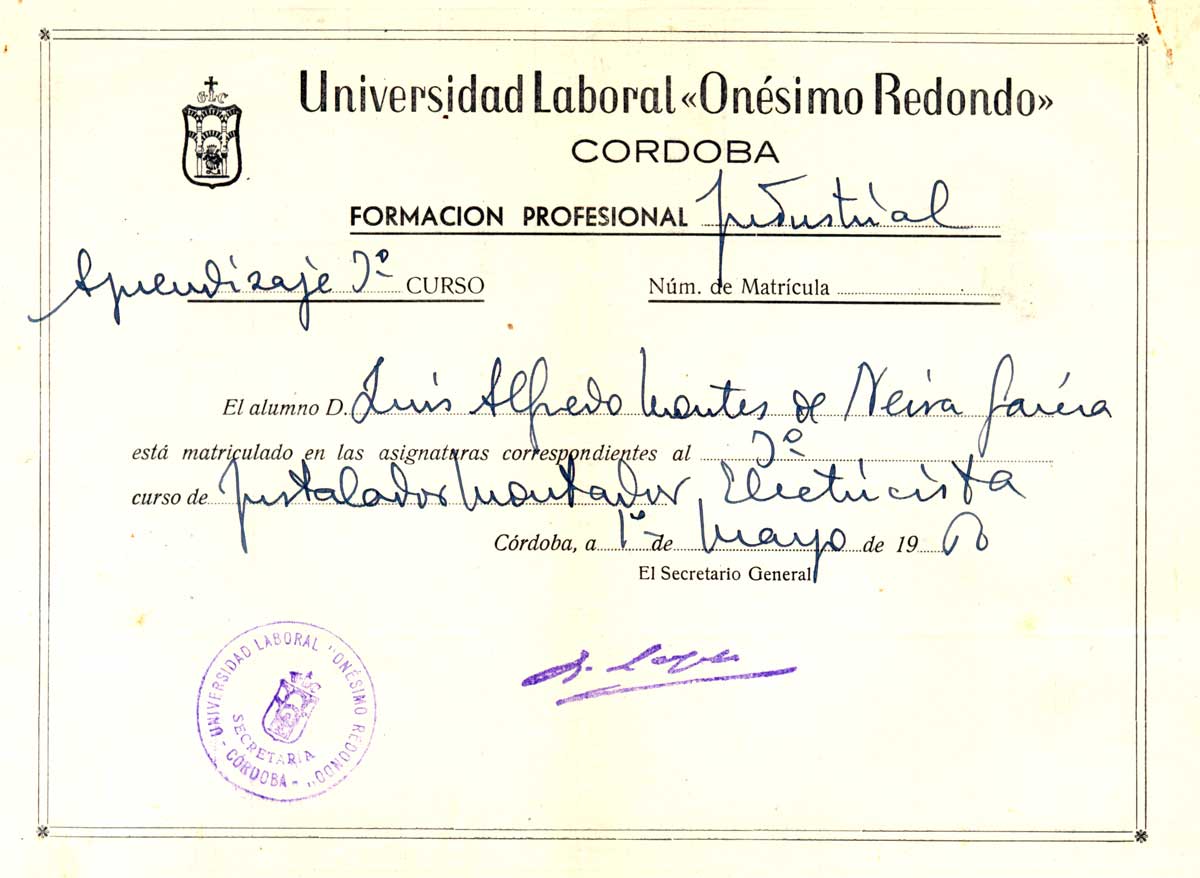 Universidad Laboral «Onésimo Redondo»
CORDOBA
FORMACION PROFESIONAL Industrial
Aprendizaje 3º CURSO
Núm. de Matrícula
El alumno D. Luis Alfredo Montes de Neira García
está matriculado en las asignaturas correspondientes al 3º
curso de Instalador Montador Electricista
Córdoba, a 1º de Mayo de 19
El Secretario General
UNIVERSIDAD LABORAL "ONÉSIMO REDONDO" - CÓRDOBA -
SECRETARIA